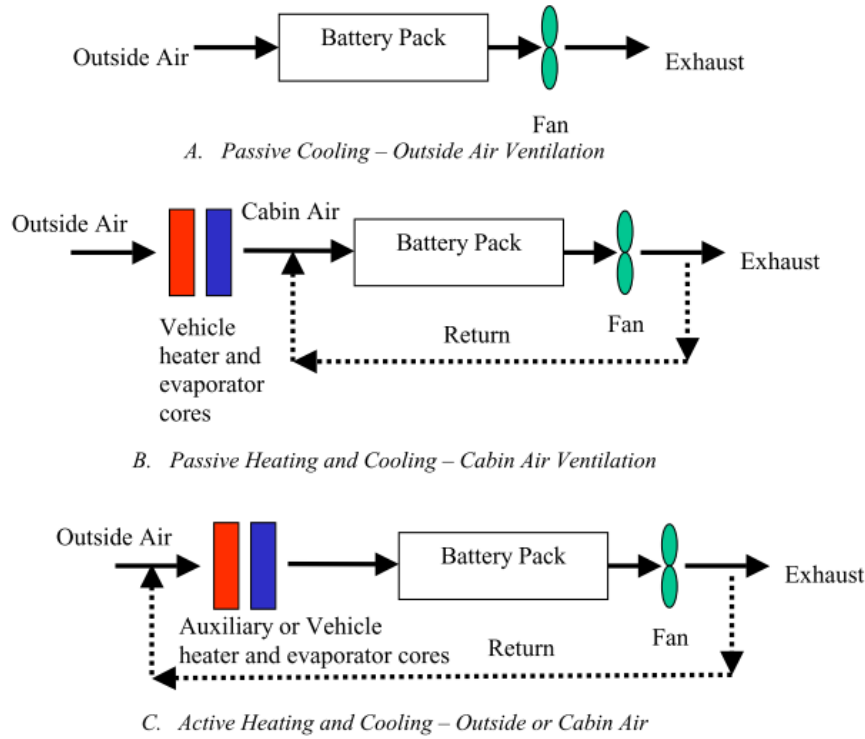 Outside Air
Battery Pack
Exhaust
Fan
A. Passive Cooling – Outside Air Ventilation
Outside Air
Cabin Air
Battery Pack
Exhaust
Vehicle
heater and
evaporator
cores
Return
Fan
B. Passive Heating and Cooling – Cabin Air Ventilation
Outside Air
Battery Pack
Exhaust
Auxiliary or Vehicle
heater and evaporator cores
Return
Fan
C. Active Heating and Cooling – Outside or Cabin Air